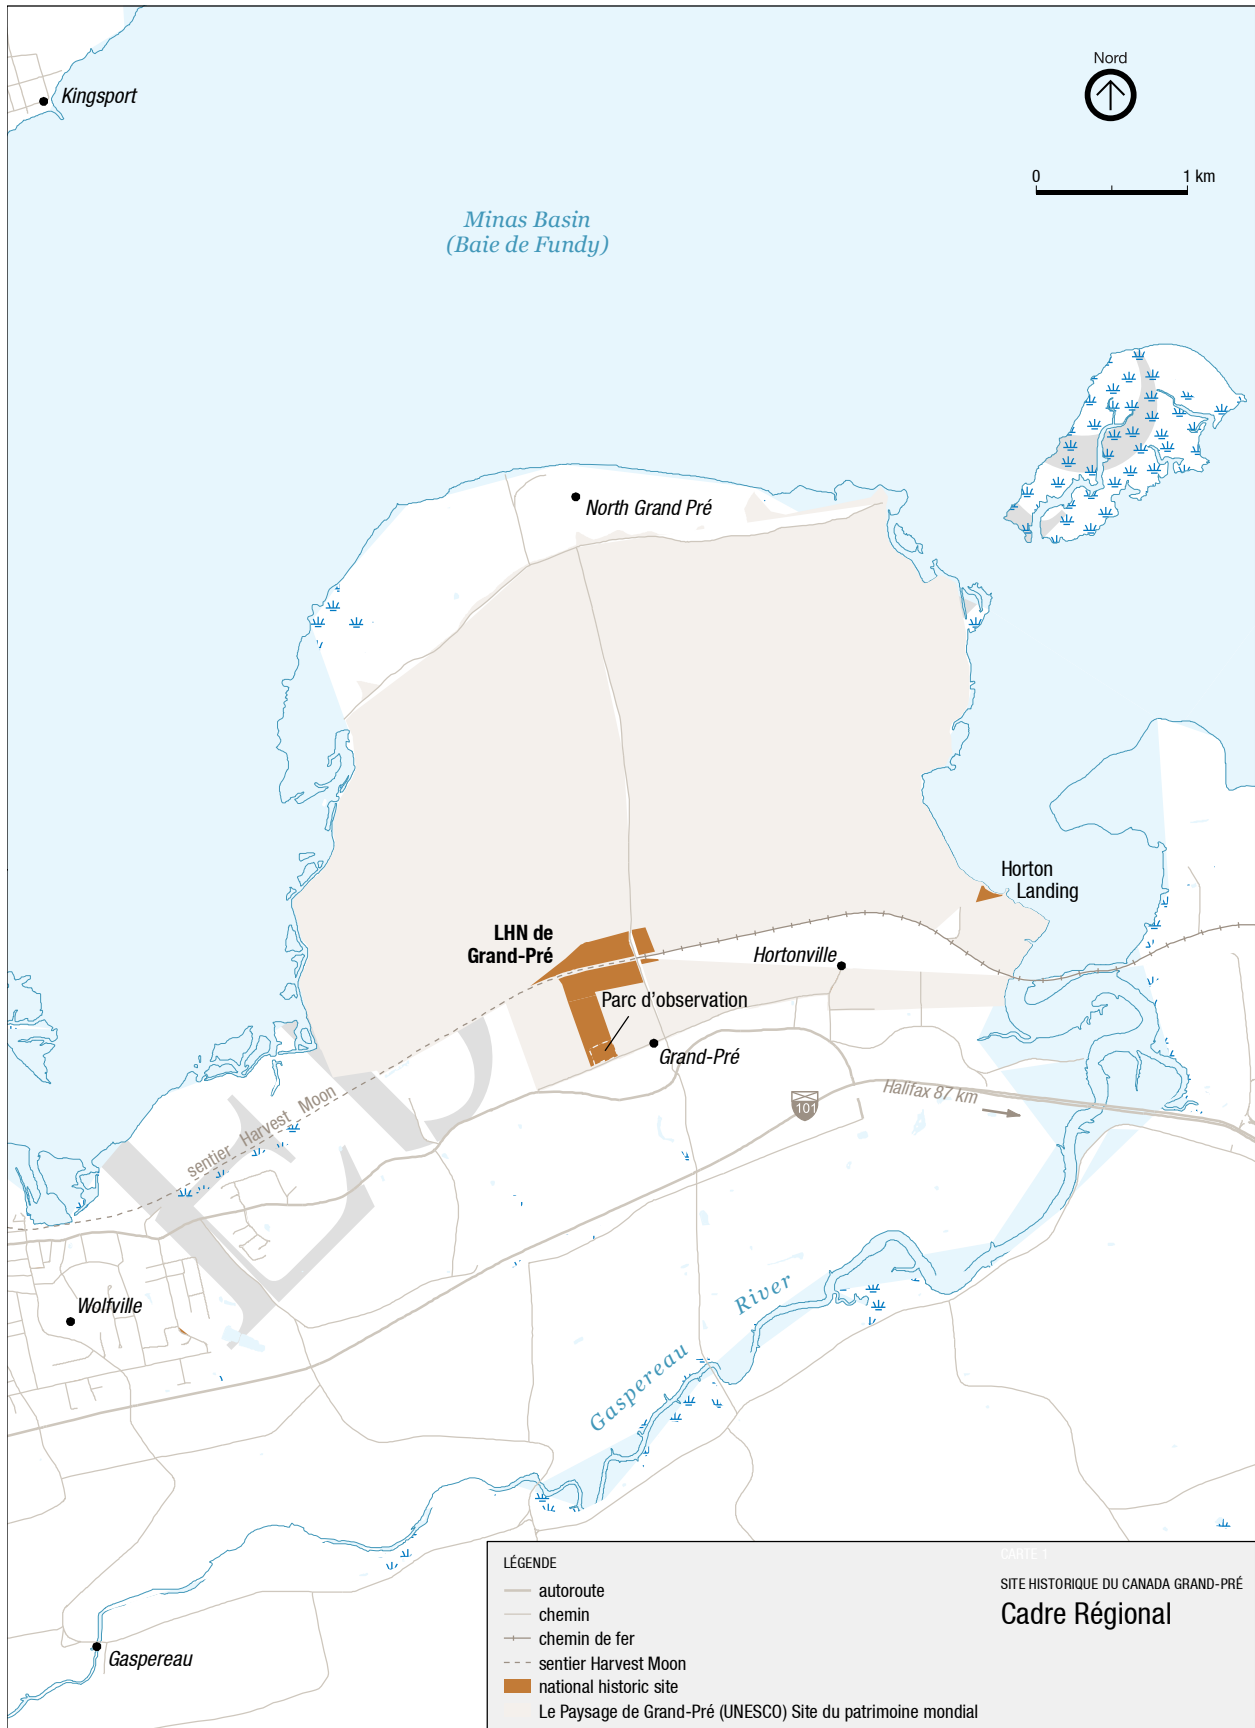 Nord
Kingsport
0 1 km
Minas Basin
(Baie de Fundy)
North Grand Pré
Horton
Landing
LHN de
Grand-Pré
Hortonville
Parc d'observation
Grand-Pré
101
Halifax 87 km
sentier Harvest Moon
Wolfville
Gaspereau River
Gaspereau
LÉGENDE
autoroute
chemin
chemin de fer
sentier Harvest Moon
national historic site
Le Paysage de Grand-Pré (UNESCO) Site du patrimoine mondial
CARTE 1
SITE HISTORIQUE DU CANADA GRAND-PRÉ
Cadre Régional